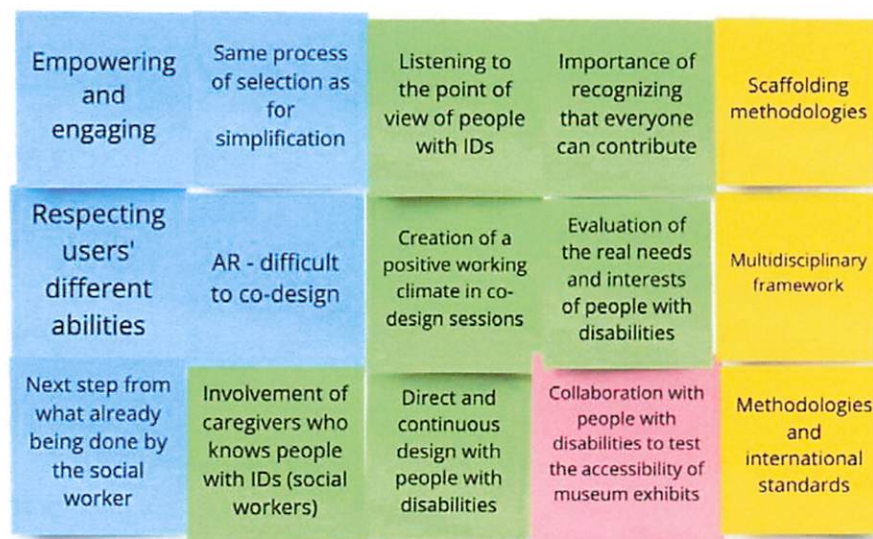 Empowering
and
engaging
Same process
of selection as
for
simplification
Listening to
the point of
view of people
with IDs
Importance of
recognizing
that everyone
can contribute
Scaffolding
methodologies
Respecting
users'
different
abilities
AR - difficult
to co-design
Creation of a
positive working
climate in co-
design sessions
Evaluation of
the real needs
and interests
of people with
disabilities
Multidisciplinary
framework
Next step from
what already
being done by
the social
worker
Involvement of
caregivers who
knows people
with IDs (social
workers)
Direct and
continuous
design with
people with
disabilities
Collaboration with
people with
disabilities to test
the accessibility of
museum exhibits
Methodologies
and
international
standards